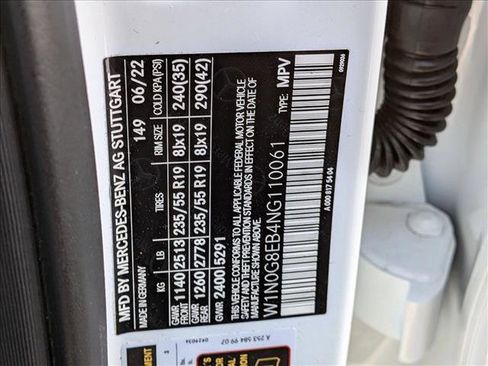 MFD BY MERCEDES-BENZ AG STUTTGART
MADE IN GERMANY 149 06/22
KG LB TIRES RIM SIZE COLD KPA(PSI)
GAWR FRONT 1140 2513 235/55 R19 8Jx19 240(35)
GAWR REAR 1260 2778 235/55 R19 8Jx19 290(42)
GVWR 2400 5291
THIS VEHICLE CONFORMS TO ALL APPLICABLE FEDERAL MOTOR VEHICLE
SAFETY AND THEFT PREVENTION STANDARDS IN EFFECT ON THE DATE OF
MANUFACTURE SHOWN ABOVE.
W1N0G8EB4NG110061 TYPE: MPV
A 000 817 54 04
A 253 584 99 07